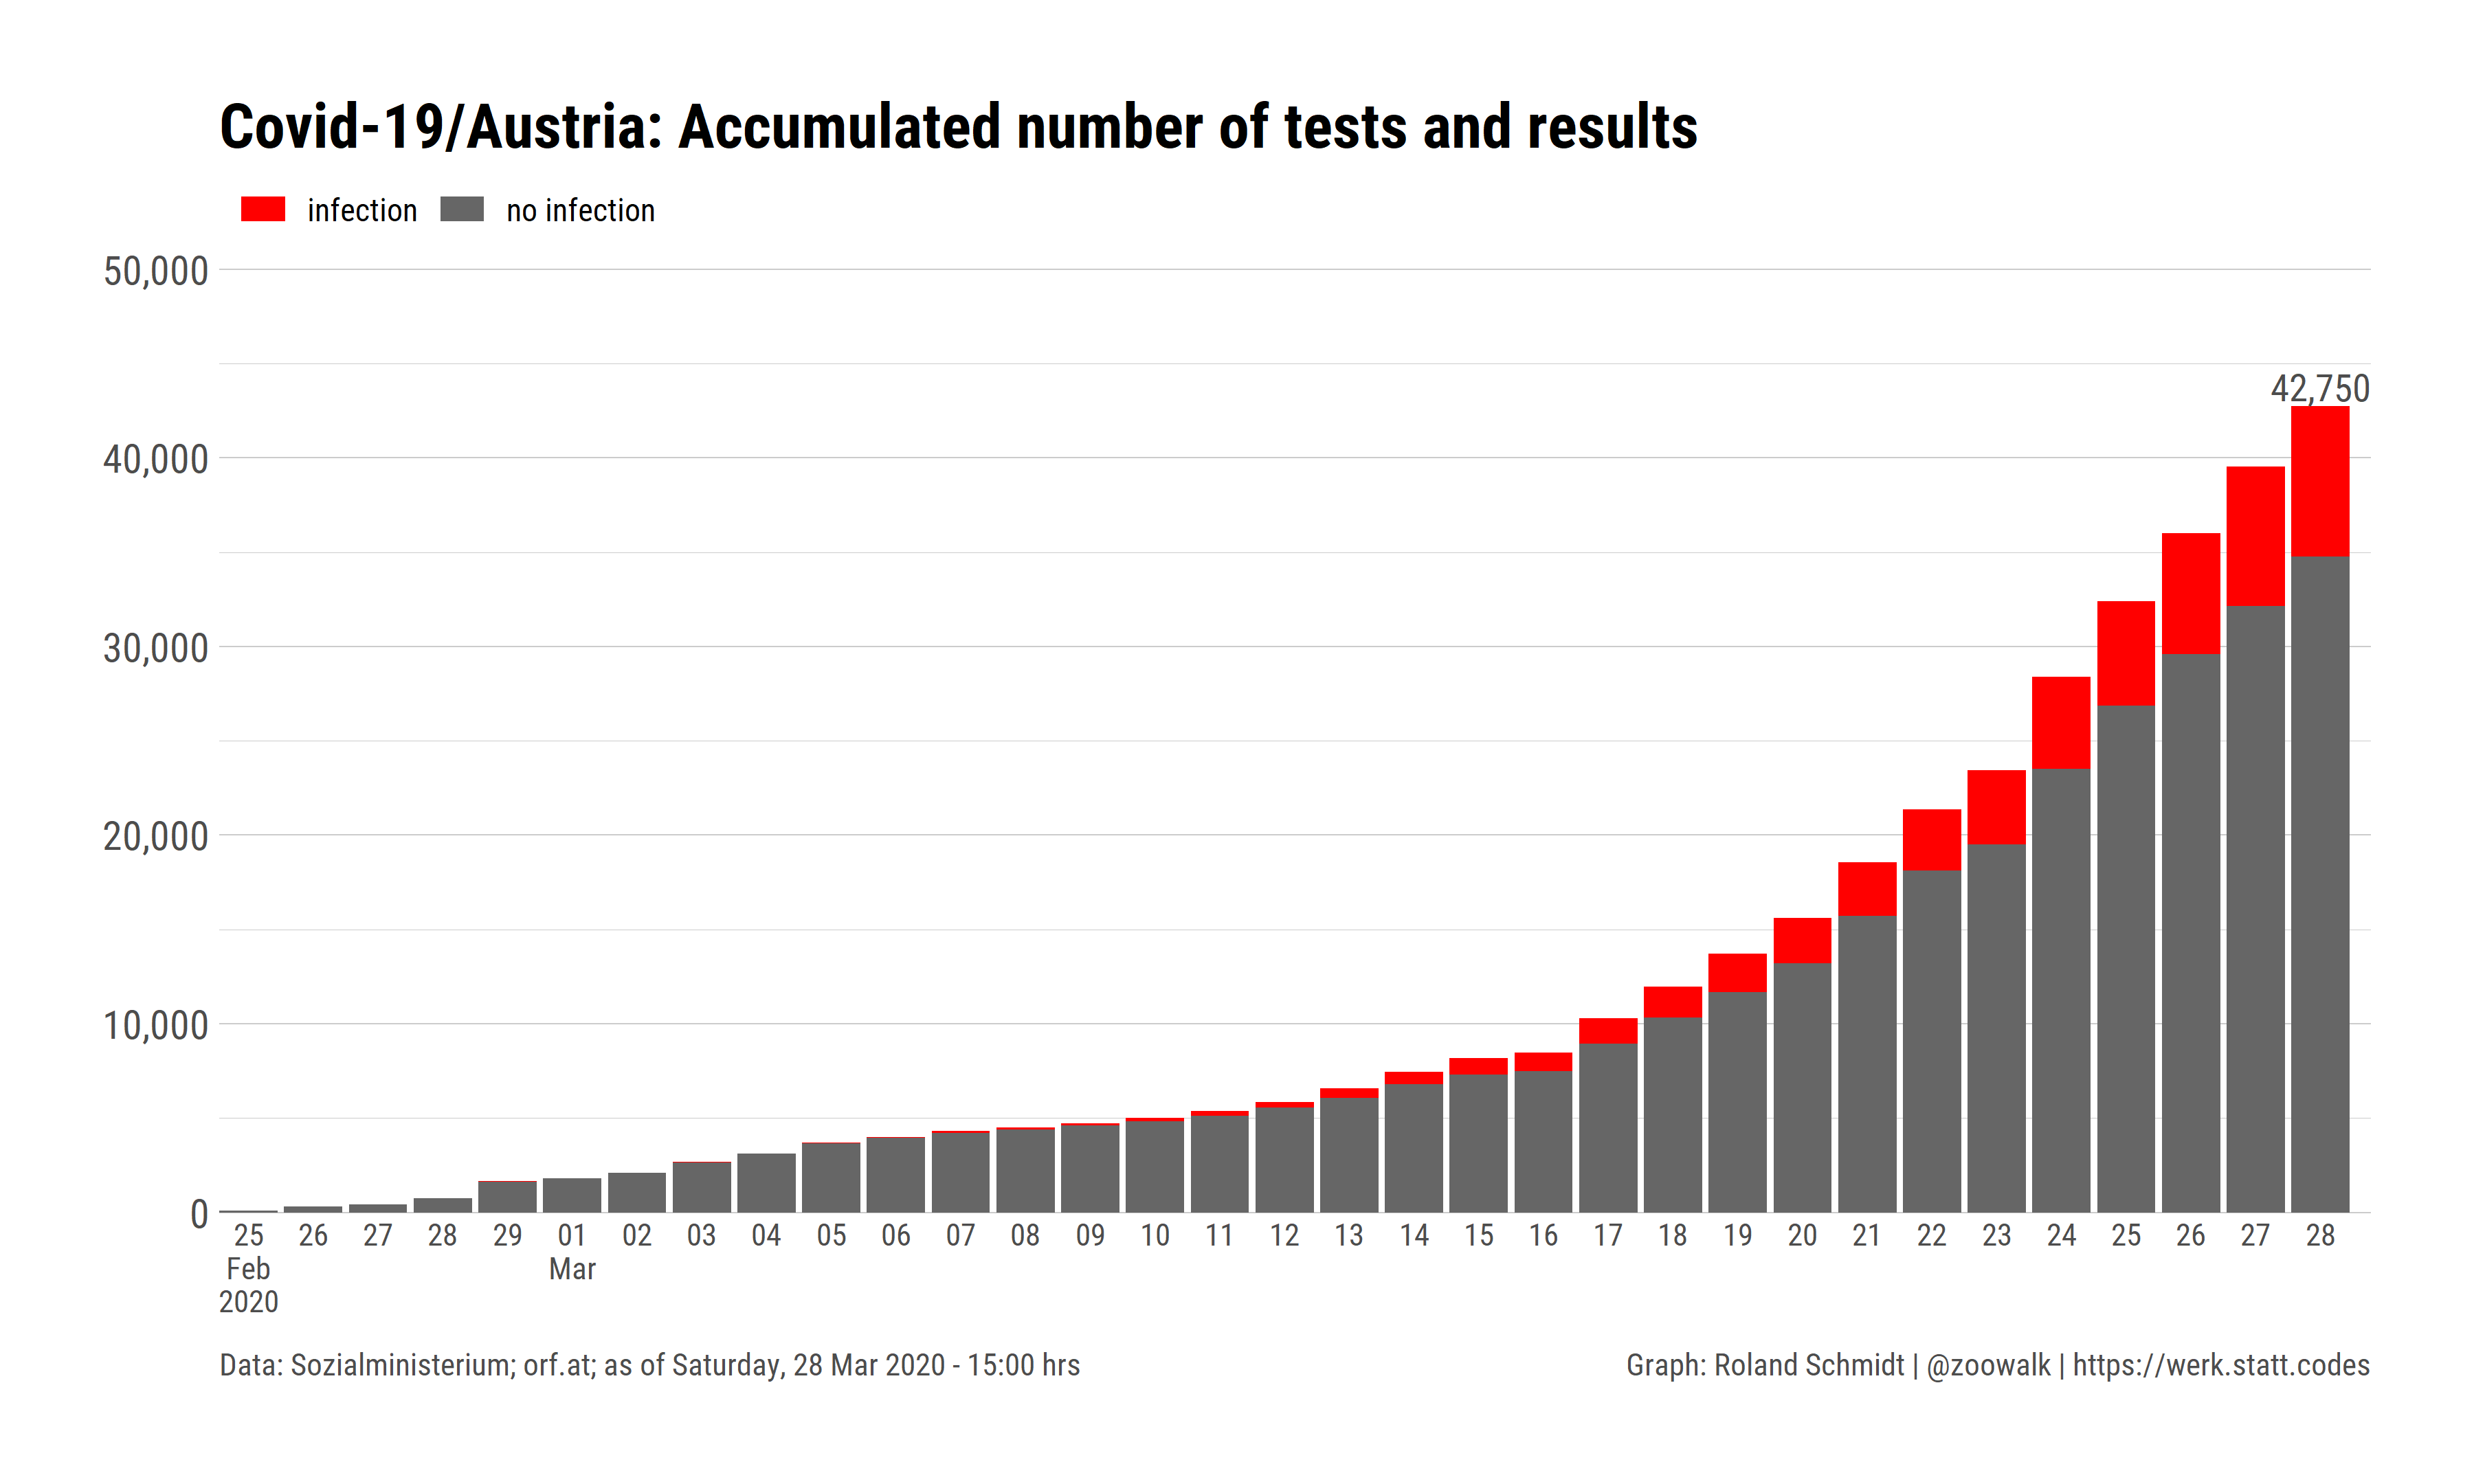 Covid-19/Austria: Accumulated number of tests and results
infection no infection
50,000
42,750
40,000
30,000
20,000
10,000
0
25 26 27 28 29 01 02 03 04 05 06 07 08 09 10 11 12 13 14 15 16 17 18 19 20 21 22 23 24 25 26 27 28
Feb Mar
2020
Data: Sozialministerium; orf.at; as of Saturday, 28 Mar 2020 - 15:00 hrs
Graph: Roland Schmidt | @zoowalk | https://werk.statt.codes